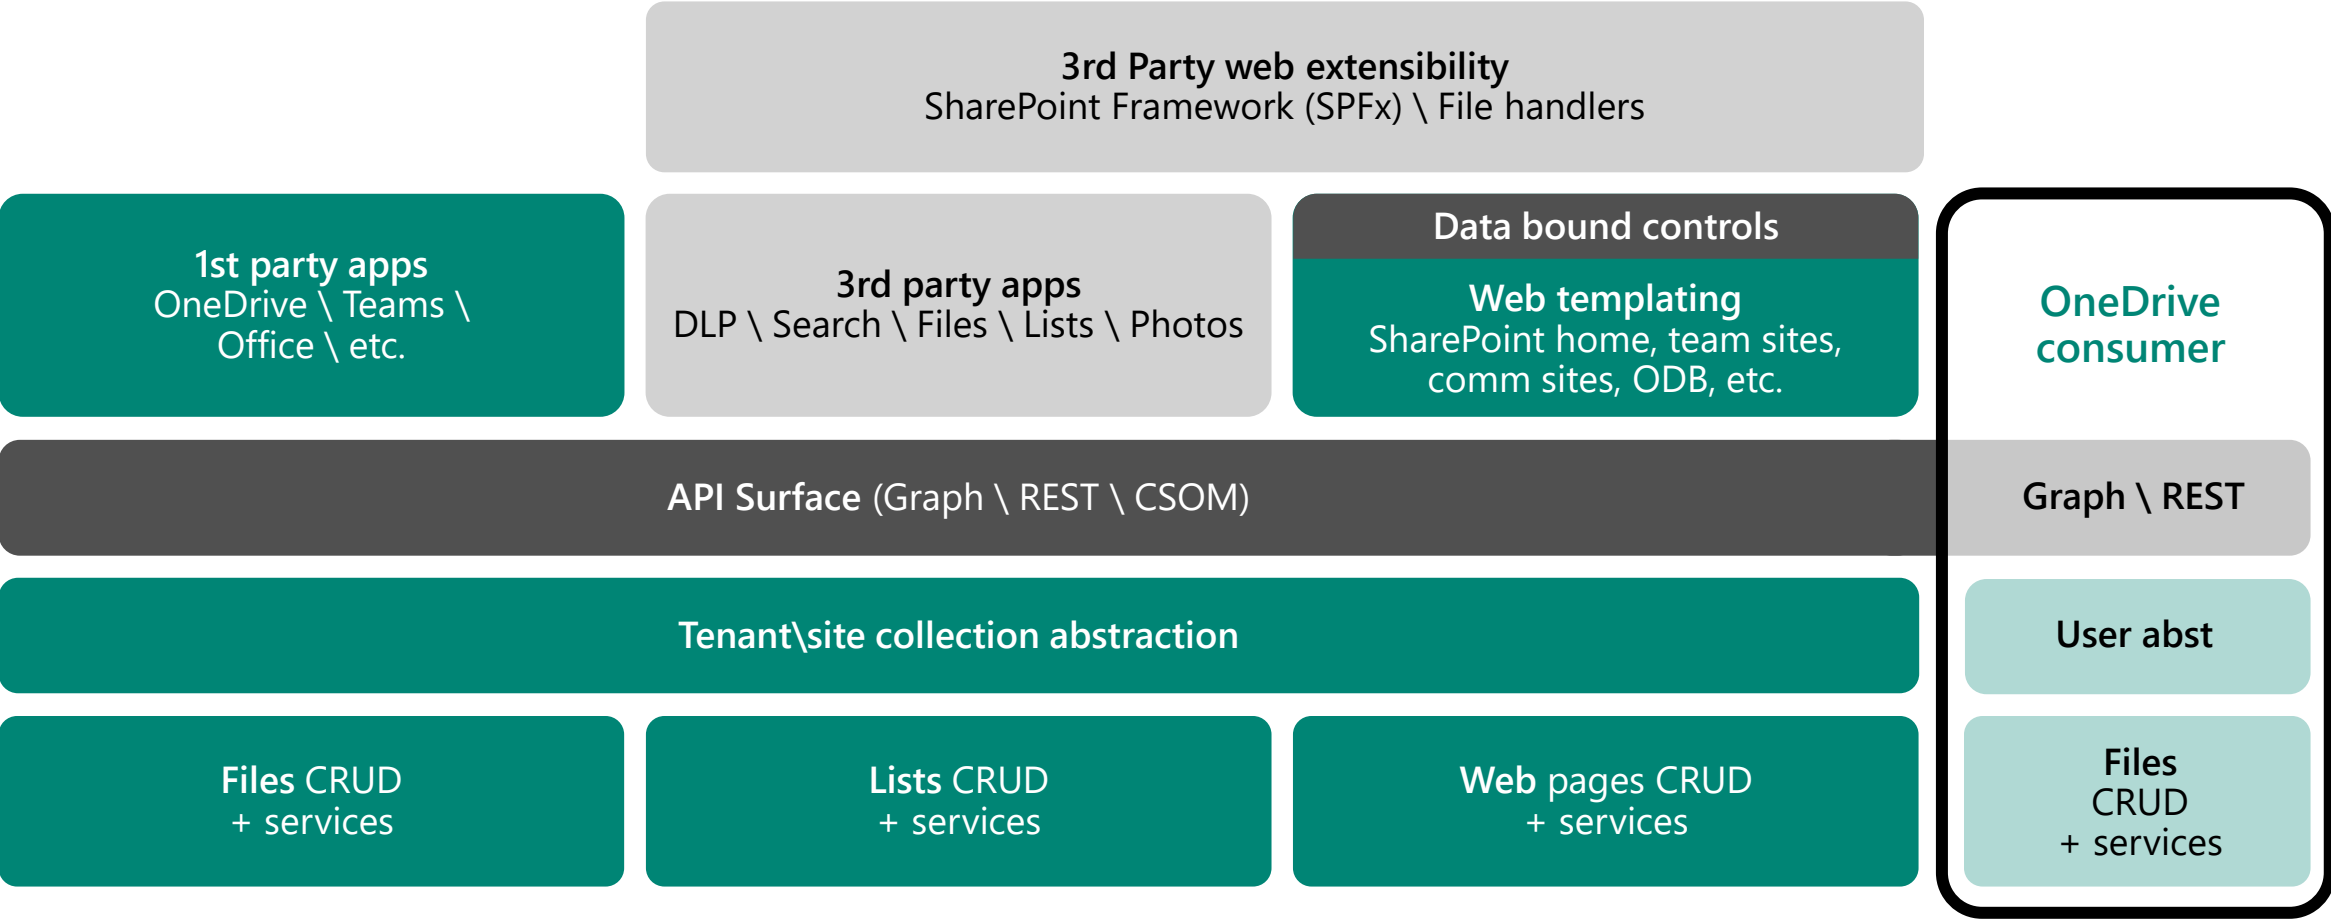 3rd Party web extensibility
SharePoint Framework (SPFx) \ File handlers
1st party apps
OneDrive \ Teams \
Office \ etc.
3rd party apps
DLP \ Search \ Files \ Lists \ Photos
Data bound controls
Web templating
SharePoint home, team sites,
comm sites, ODB, etc.
OneDrive
consumer
API Surface (Graph \ REST \ CSOM)
Graph \ REST
Tenant\site collection abstraction
User abst
Files CRUD
+ services
Lists CRUD
+ services
Web pages CRUD
+ services
Files
CRUD
+ services